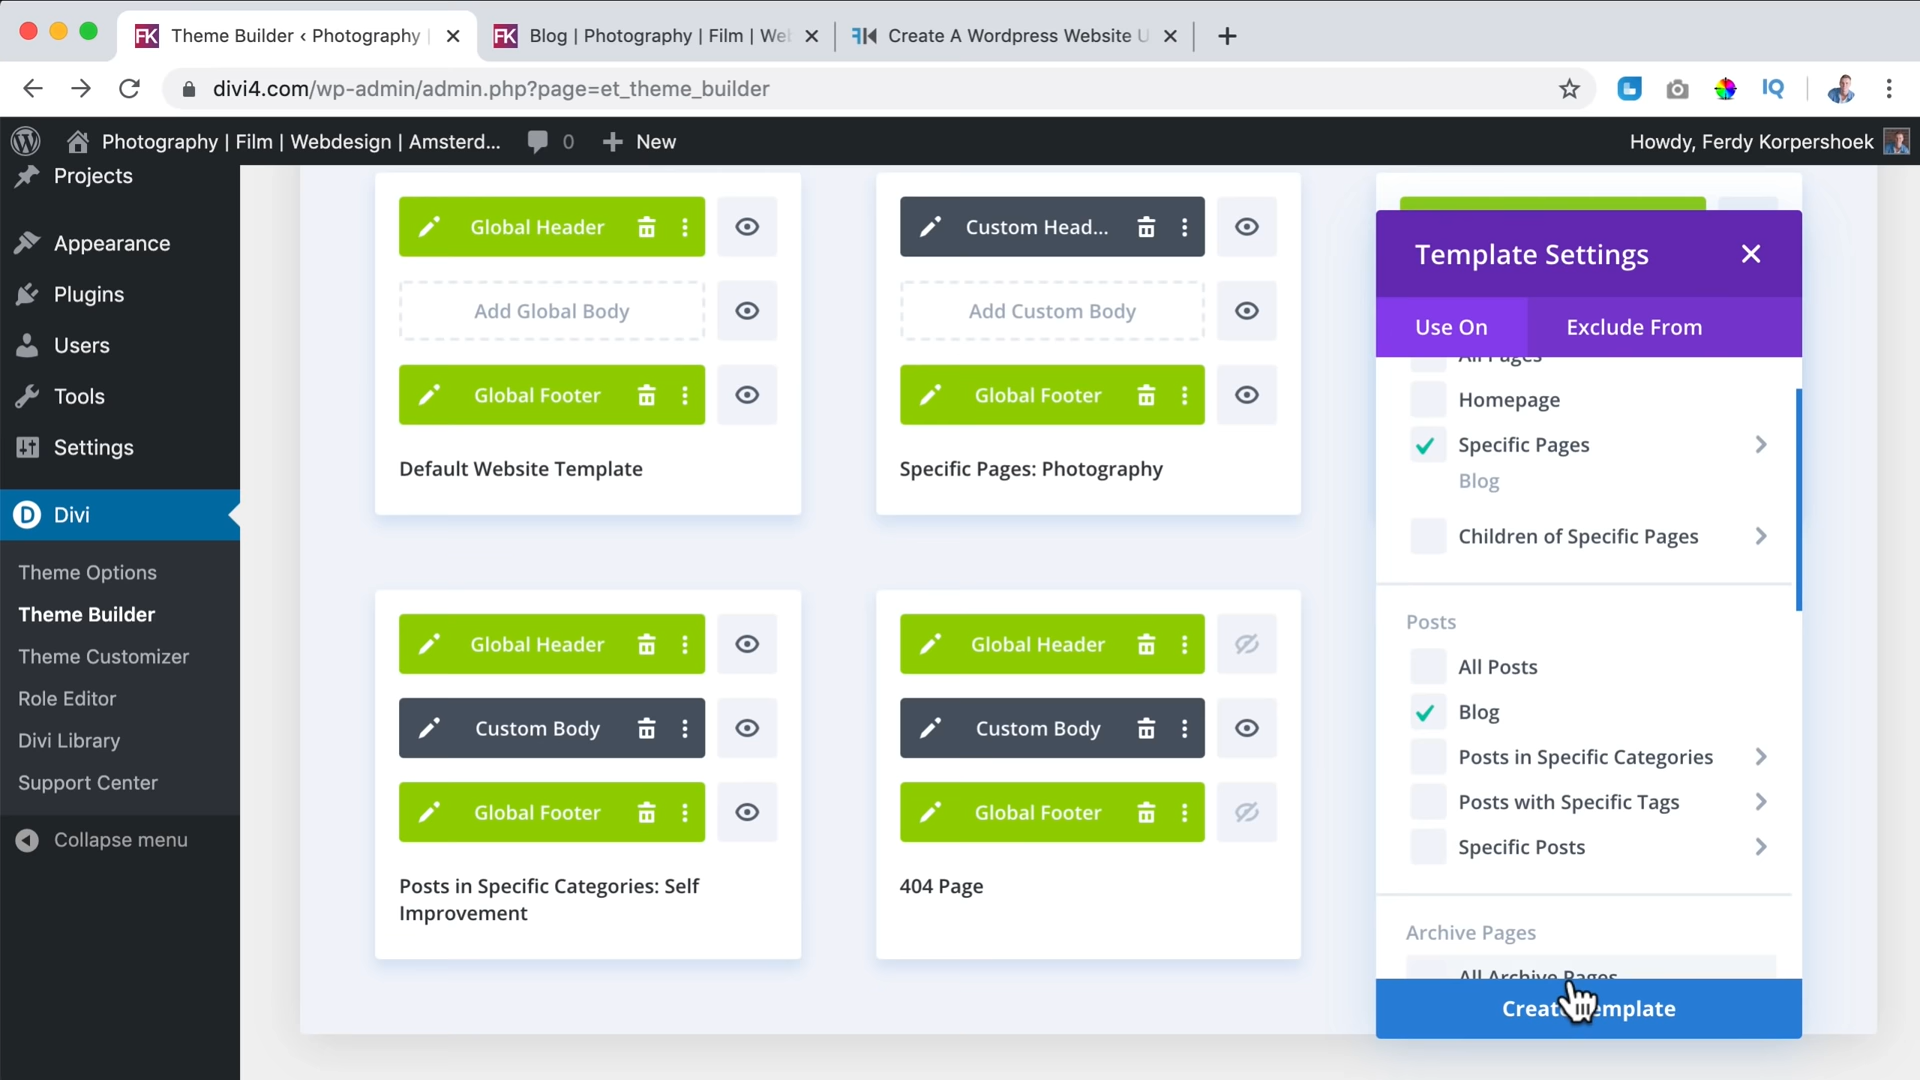 FK Theme Builder ‹ Photography
FK Blog | Photography | Film | We
Create A Wordpress Website U
divi4.com/wp-admin/admin.php?page=et_theme_builder
IQ
Photography | Film | Webdesign | Amsterd...
0
New
Howdy, Ferdy Korpershoek
Projects
Appearance
Plugins
Users
Tools
Settings
D Divi
Theme Options
Theme Builder
Theme Customizer
Role Editor
Divi Library
Support Center
Collapse menu
Global Header
Add Global Body
Global Footer
Default Website Template
Custom Head...
Add Custom Body
Global Footer
Specific Pages: Photography
Global Header
Custom Body
Global Footer
Posts in Specific Categories: Self
Improvement
Global Header
Custom Body
Global Footer
404 Page
Template Settings
Use On
Exclude From
All Pages
Homepage
Specific Pages
Blog
Children of Specific Pages
Posts
All Posts
Blog
Posts in Specific Categories
Posts with Specific Tags
Specific Posts
Archive Pages
All Archive Pages
Create Template